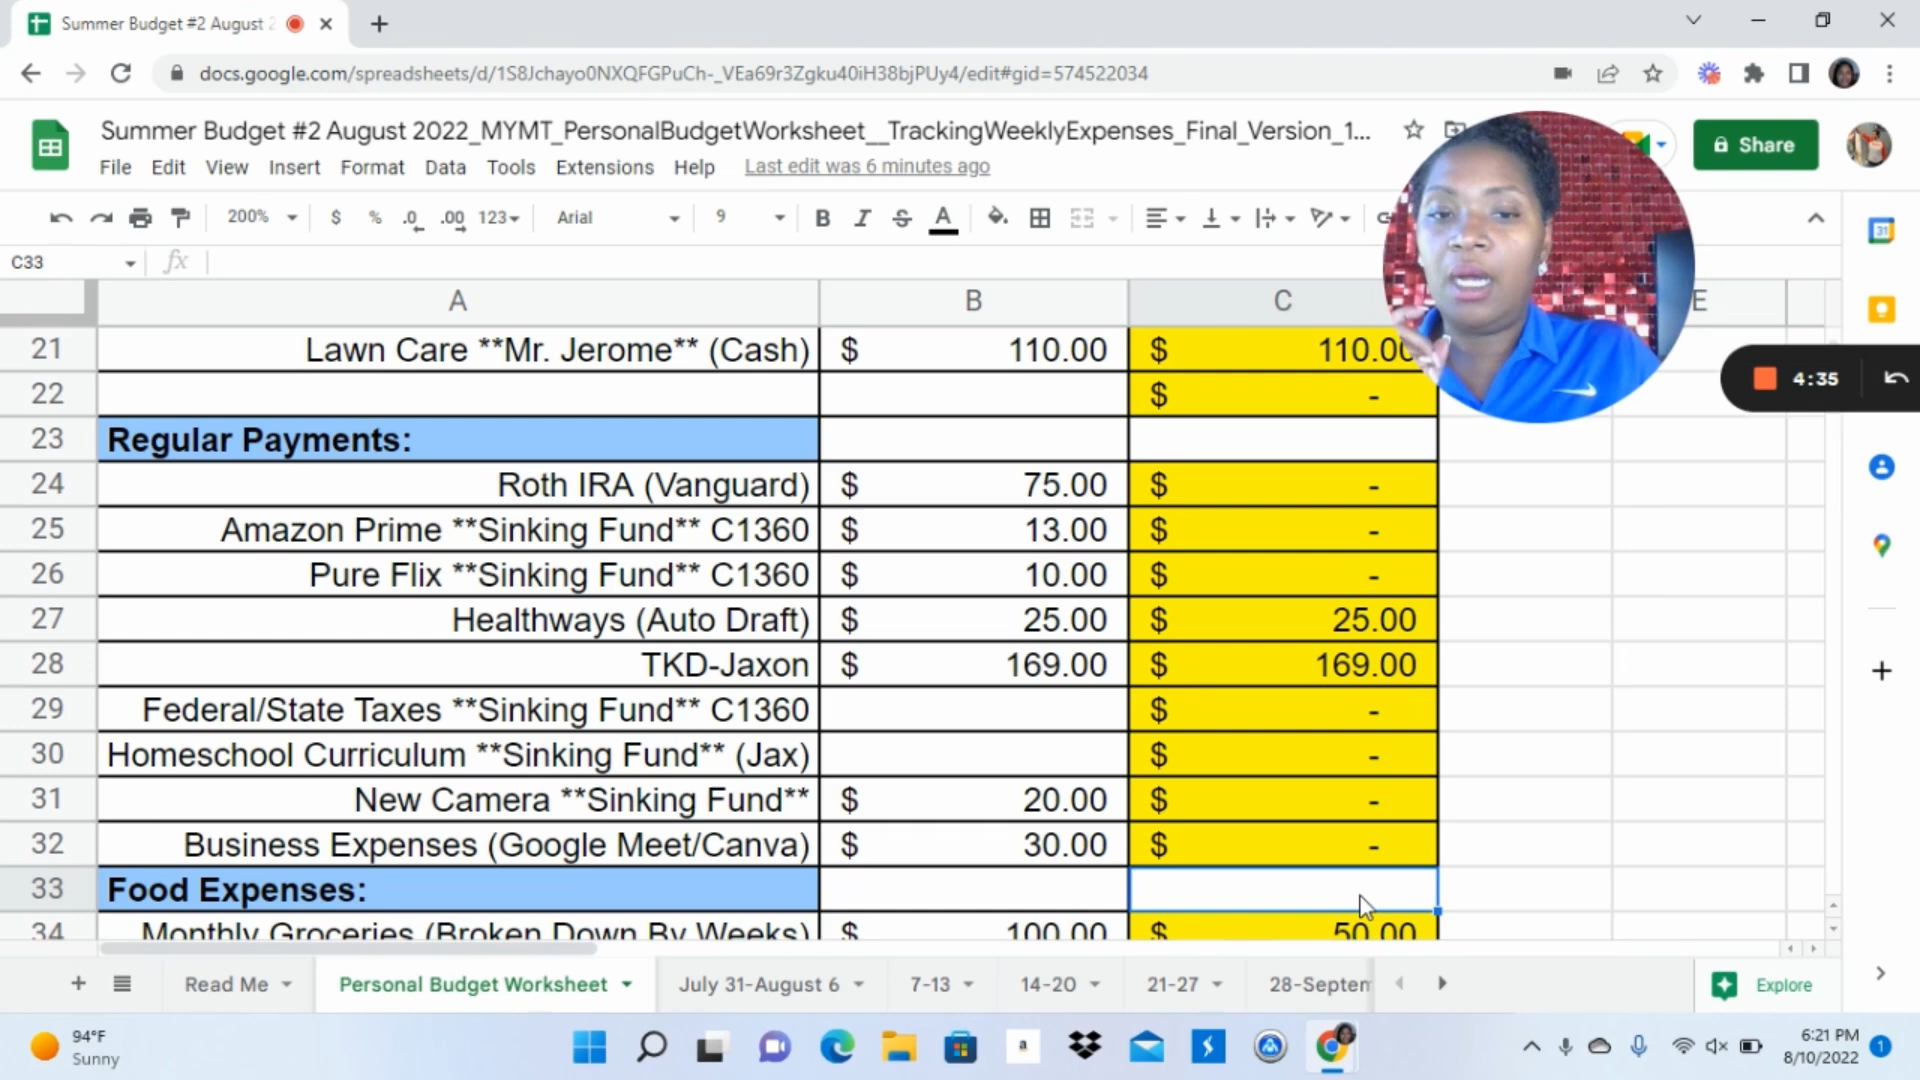 Summer Budget #2 August 2
docs.google.com/spreadsheets/d/1S8Jchayo0NXQFGPuCh-_VEa69r3Zgku40iH38bjPUy4/edit#gid=574522034
Summer Budget #2 August 2022_MYMT_PersonalBudgetWorksheet__TrackingWeeklyExpenses_Final_Version_1...
Share
File Edit View Insert Format Data Tools Extensions Help Last edit was 6 minutes ago
200% $ % .0 .00 123 Arial 9 B I S A
31
C33 fx
A B C E
21 Lawn Care **Mr. Jerome** (Cash) $ 110.00 $ 110.00
4:35
22 $ -
23 Regular Payments:
24 Roth IRA (Vanguard) $ 75.00 $ -
25 Amazon Prime **Sinking Fund** C1360 $ 13.00 $ -
26 Pure Flix **Sinking Fund** C1360 $ 10.00 $ -
27 Healthways (Auto Draft) $ 25.00 $ 25.00
28 TKD-Jaxon $ 169.00 $ 169.00
29 Federal/State Taxes **Sinking Fund** C1360 $ -
30 Homeschool Curriculum **Sinking Fund** (Jax) $ -
31 New Camera **Sinking Fund** $ 20.00 $ -
32 Business Expenses (Google Meet/Canva) $ 30.00 $ -
33 Food Expenses:
34 Monthly Groceries (Broken Down By Weeks) $ 100.00 $ 50.00
Read Me Personal Budget Worksheet July 31-August 6 7-13 14-20 21-27 28-Septem Explore
94°F
Sunny
a
6:21 PM
8/10/2022
1